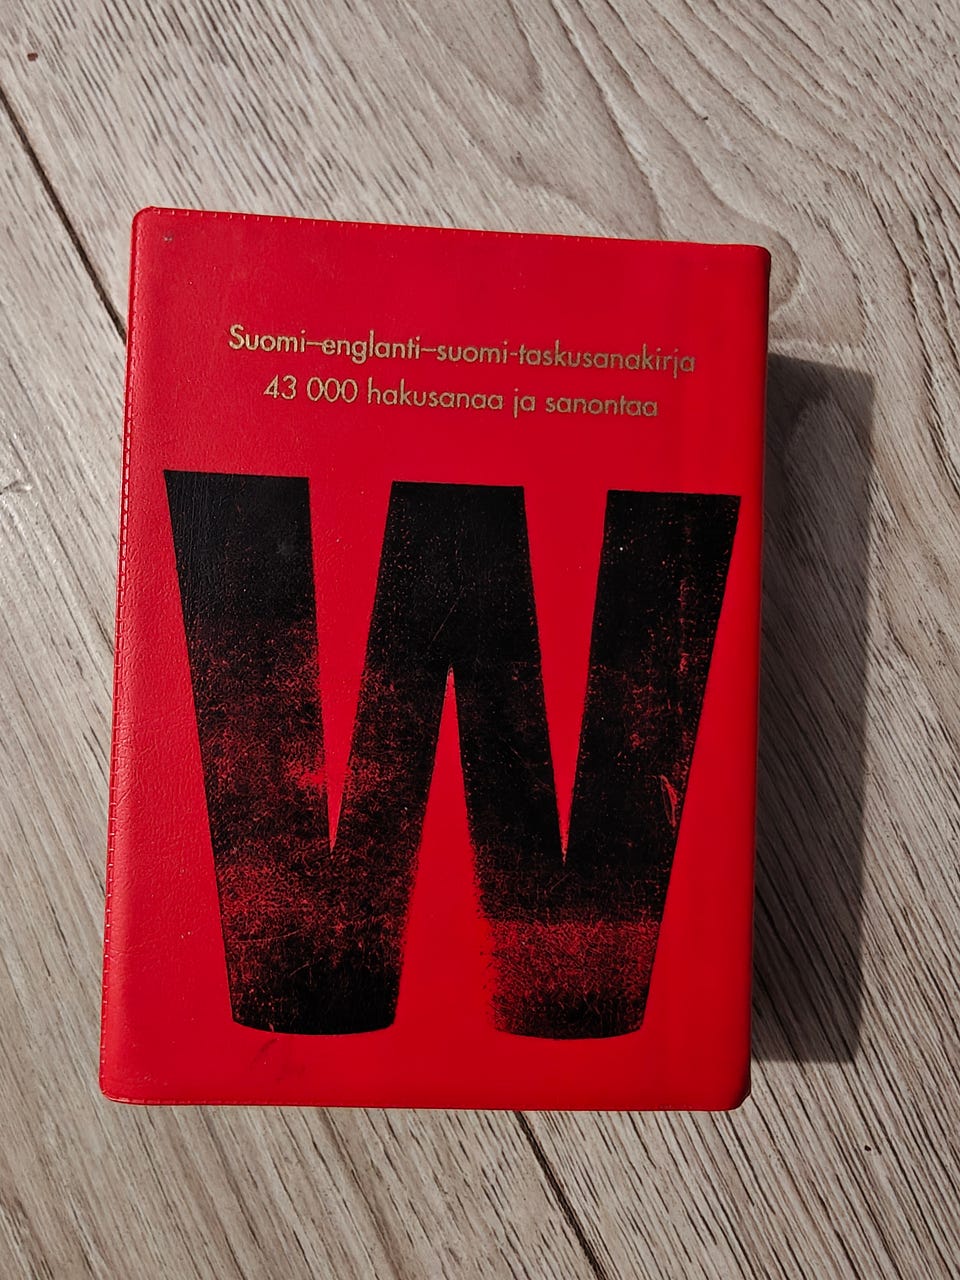 Suomi–englanti–suomi-taskusanakirja
43 000 hakusanaa ja sanontaa
W